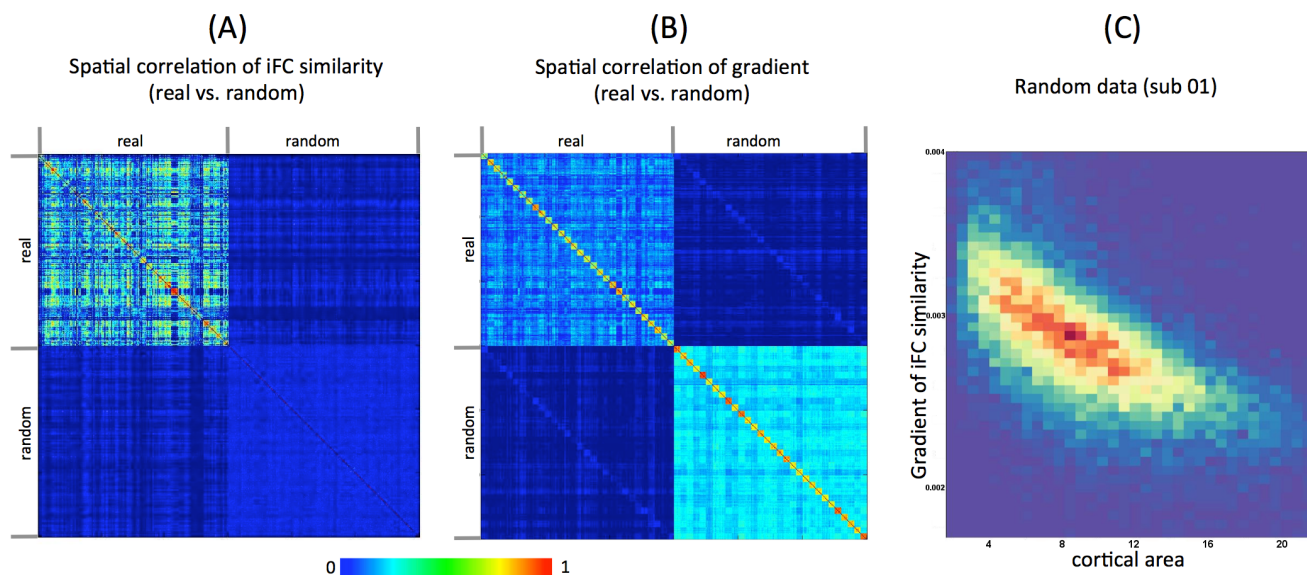 (A)
Spatial correlation of iFC similarity
(real vs. random)
real
random
real
random
(B)
Spatial correlation of gradient
(real vs. random)
real
random
real
random
0
1
(C)
Random data (sub 01)
0.004
0.003
0.002
Gradient of iFC similarity
4
8
12
16
20
cortical area